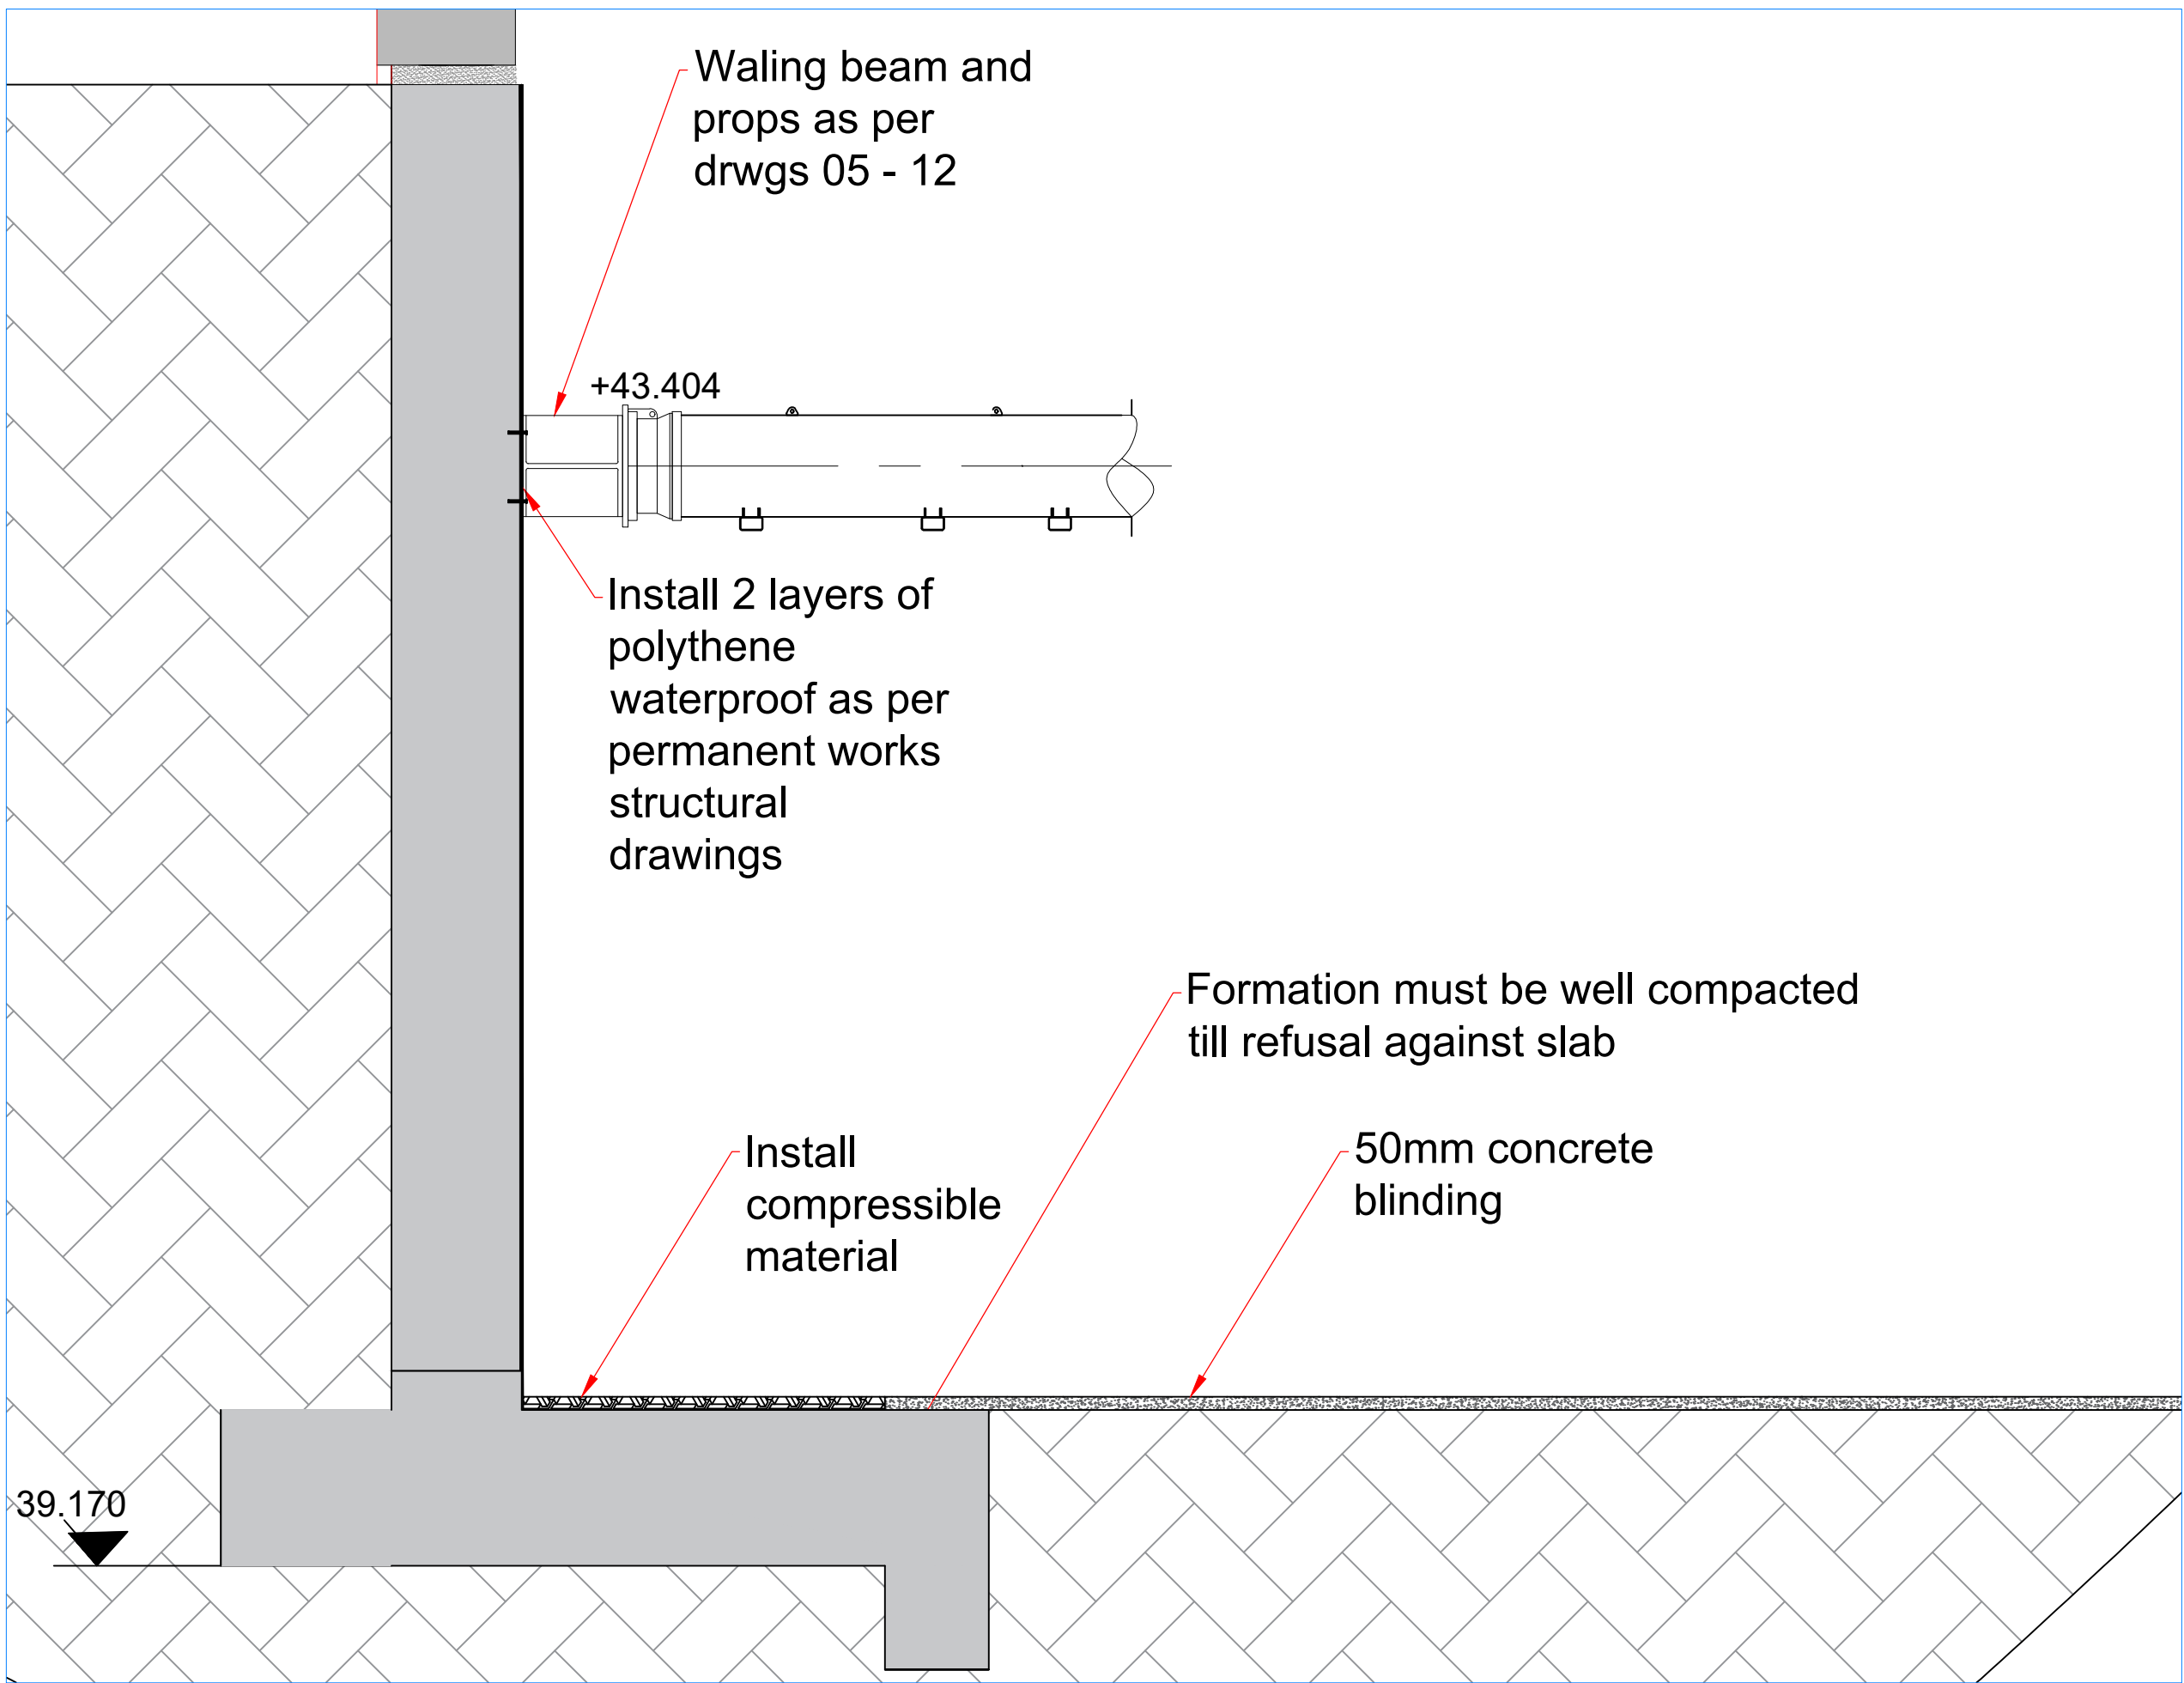 Waling beam and
props as per
drwgs 05 - 12
+43.404
Install 2 layers of
polythene
waterproof as per
permanent works
structural
drawings
Formation must be well compacted
till refusal against slab
Install
compressible
material
50mm concrete
blinding
39.170